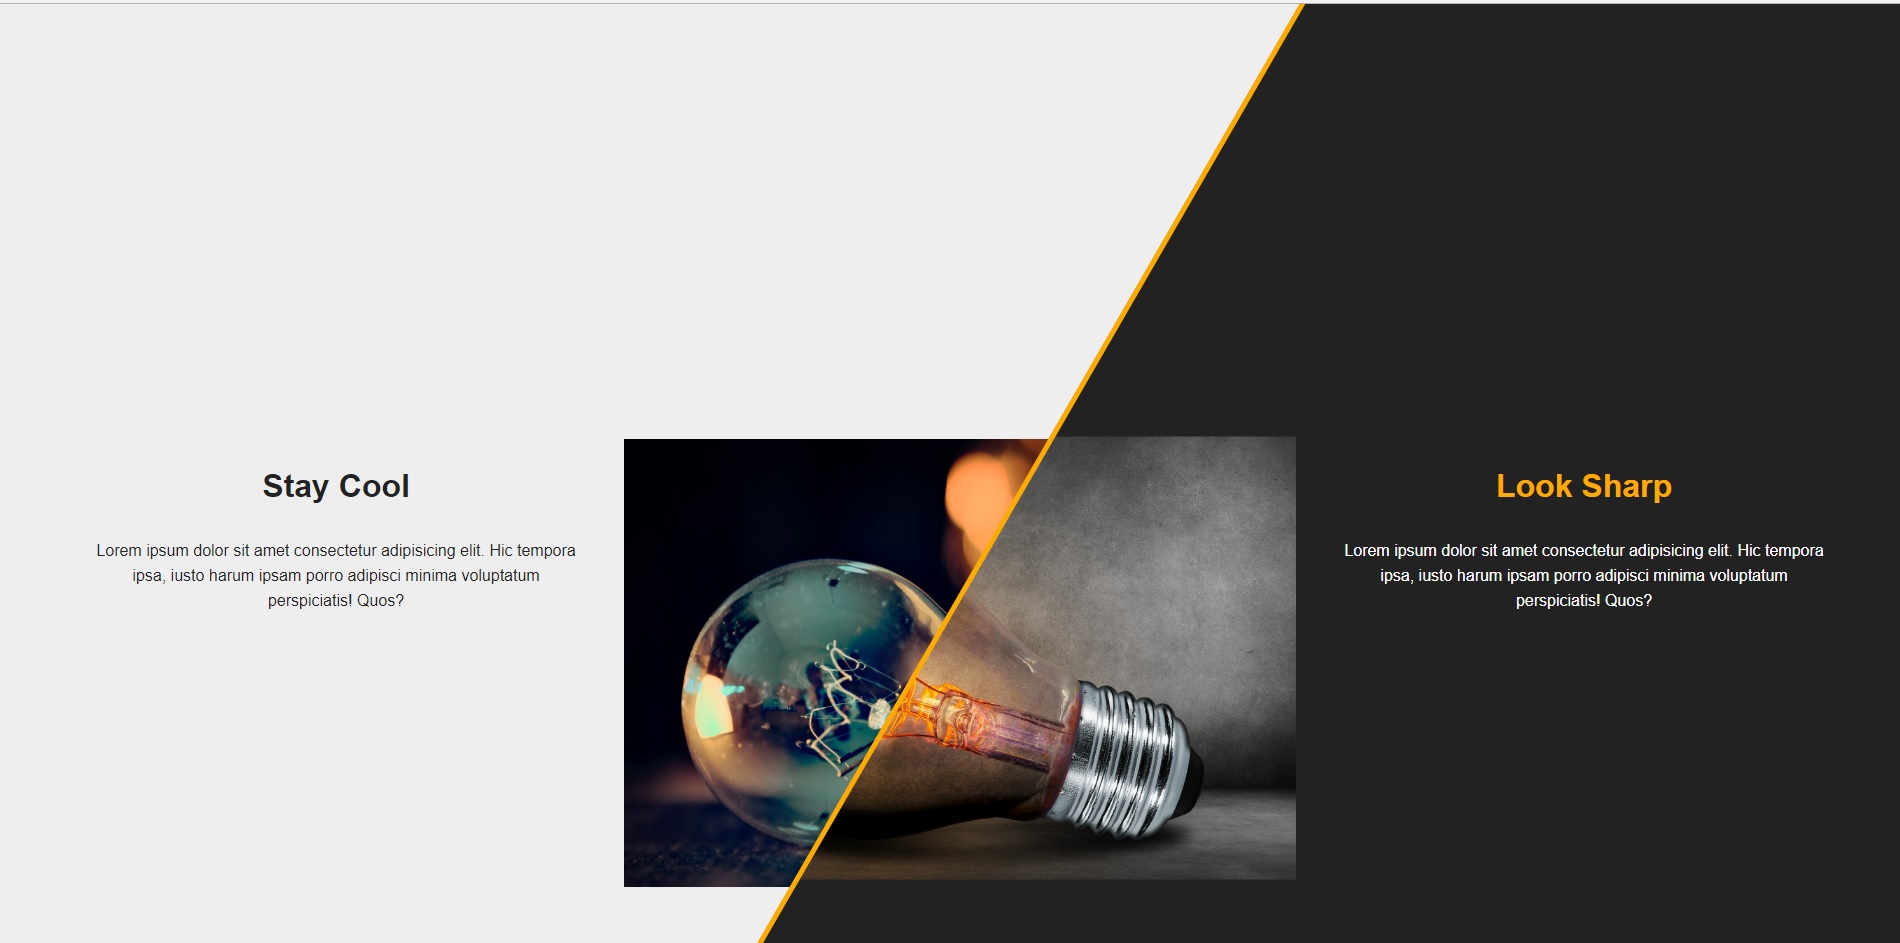 Stay Cool
Lorem ipsum dolor sit amet consectetur adipisicing elit. Hic tempora
ipsa, iusto harum ipsam porro adipisci minima voluptatum
perspiciatis! Quos?
Look Sharp
Lorem ipsum dolor sit amet consectetur adipisicing elit. Hic tempora
ipsa, iusto harum ipsam porro adipisci minima voluptatum
perspiciatis! Quos?